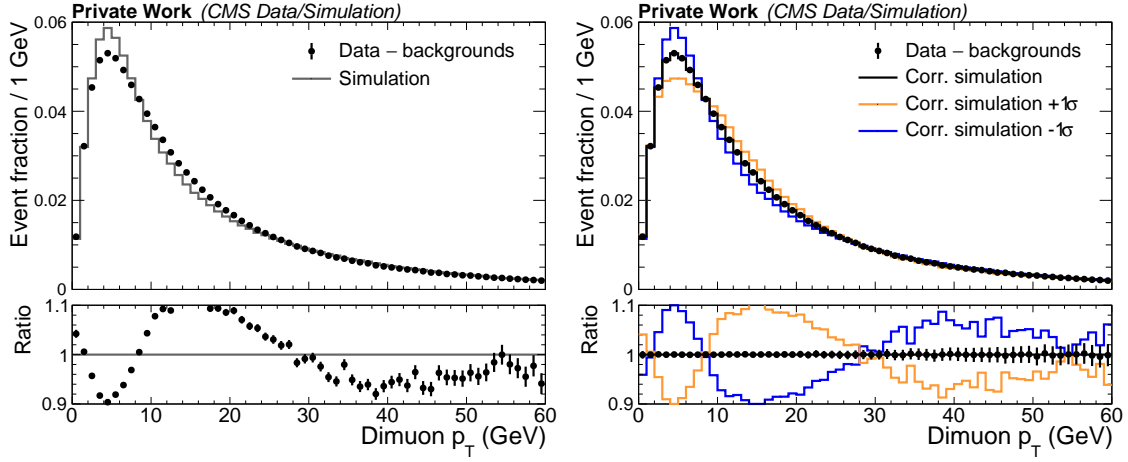 Private Work (CMS Data/Simulation)
Event fraction / 1 GeV
0.06
0.04
0.02
0
Data – backgrounds
Simulation
Ratio
1.1
1
0.9
0 10 20 30 40 50 60
Dimuon p_T (GeV)
Private Work (CMS Data/Simulation)
Event fraction / 1 GeV
0.06
0.04
0.02
0
Data – backgrounds
Corr. simulation
Corr. simulation +1σ
Corr. simulation -1σ
Ratio
1.1
1
0.9
0 10 20 30 40 50 60
Dimuon p_T (GeV)